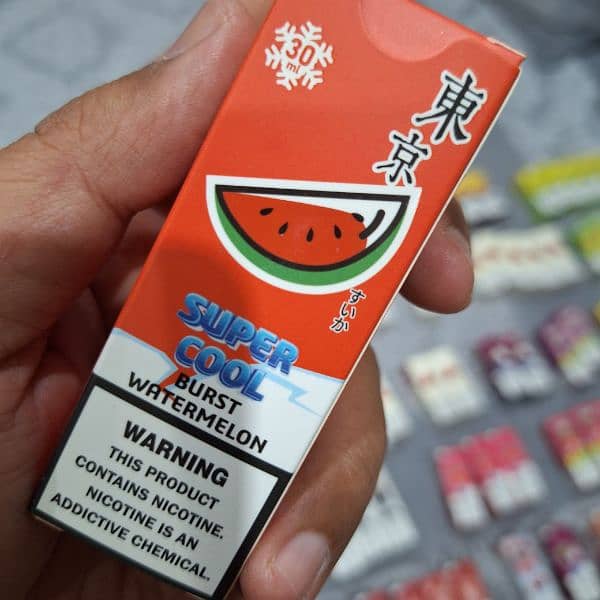 30
ml
東京
すいか
SUPER
COOL
BURST
WATERMELON
WARNING
THIS PRODUCT
CONTAINS NICOTINE.
NICOTINE IS AN
ADDICTIVE CHEMICAL.